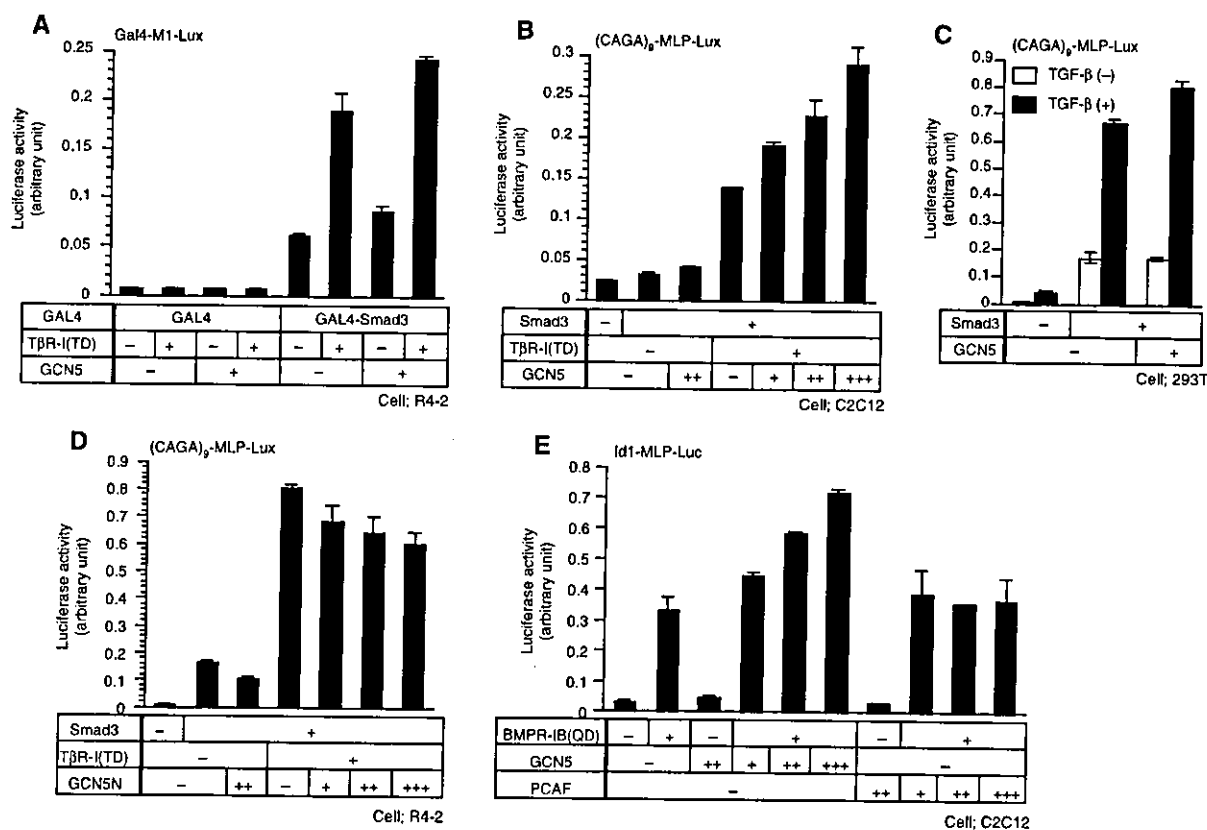 A
Gal4-M1-Lux
Luciferase activity
(arbitrary unit)
0.25
0.2
0.15
0.1
0.05
0
GAL4 GAL4 GAL4-Smad3
TβR-I(TD) − + − + − + − +
GCN5 − + − +
Cell; R4-2
B
(CAGA)9-MLP-Lux
Luciferase activity
(arbitrary unit)
0.3
0.25
0.2
0.15
0.1
0.05
0
Smad3 − +
TβR-I(TD) − +
GCN5 − ++ − + ++ +++
Cell; C2C12
C
(CAGA)9-MLP-Lux
TGF-β (−)
TGF-β (+)
Luciferase activity
(arbitrary unit)
0.9
0.8
0.7
0.6
0.5
0.4
0.3
0.2
0.1
0
Smad3 − +
GCN5 − +
Cell; 293T
D
(CAGA)9-MLP-Lux
Luciferase activity
(arbitrary unit)
0.9
0.8
0.7
0.6
0.5
0.4
0.3
0.2
0.1
0
Smad3 − +
TβR-I(TD) − +
GCN5N − ++ − + ++ +++
Cell; R4-2
E
Id1-MLP-Luc
Luciferase activity
(arbitrary unit)
0.8
0.7
0.6
0.5
0.4
0.3
0.2
0.1
0
BMPR-IB(QD) − + − + − +
GCN5 − ++ + ++ +++ −
PCAF − ++ + ++ +++
Cell; C2C12